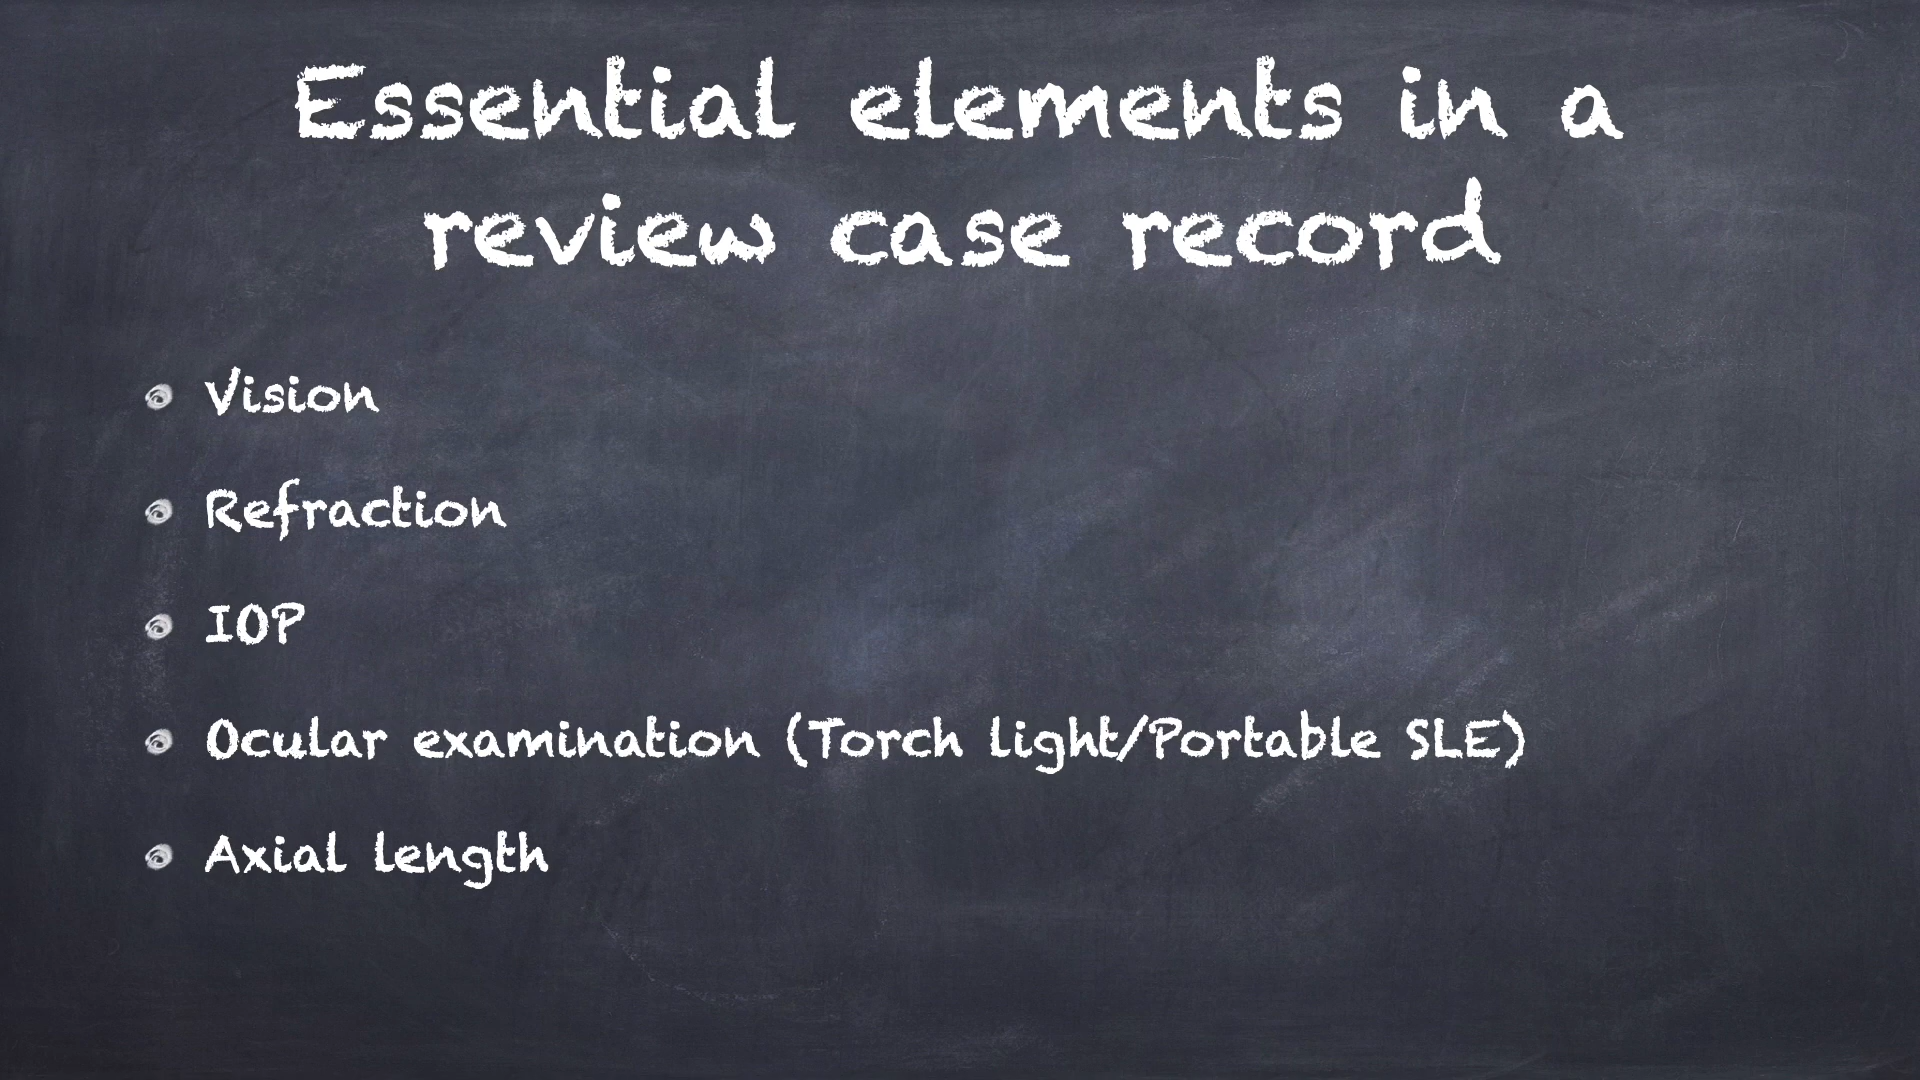 Essential elements in a
review case record
Vision
Refraction
IOP
Ocular examination (Torch light/Portable SLE)
Axial length